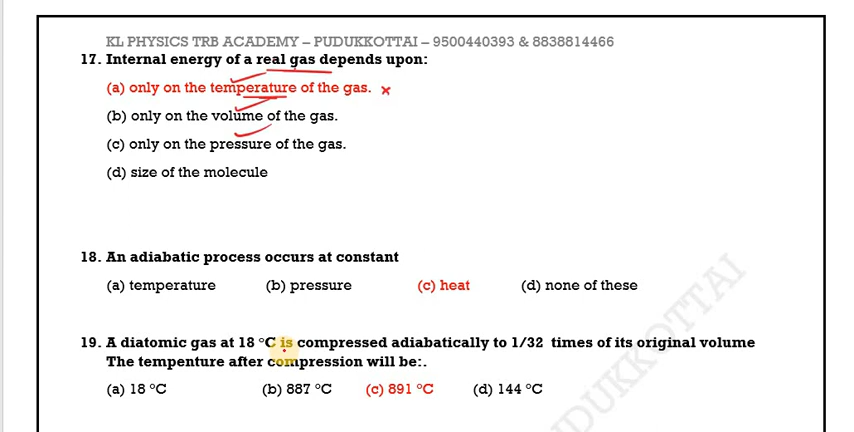 KL PHYSICS TRB ACADEMY – PUDUKKOTTAI – 9500440393 & 8838814466
17. Internal energy of a real gas depends upon:
(a) only on the temperature of the gas. ×
(b) only on the volume of the gas.
(c) only on the pressure of the gas.
(d) size of the molecule
18. An adiabatic process occurs at constant
(a) temperature (b) pressure (c) heat (d) none of these
19. A diatomic gas at 18 °C is compressed adiabatically to 1/32 times of its original volume
The tempenture after compression will be:.
(a) 18 °C (b) 887 °C (c) 891 °C (d) 144 °C
DUKKOTTAI